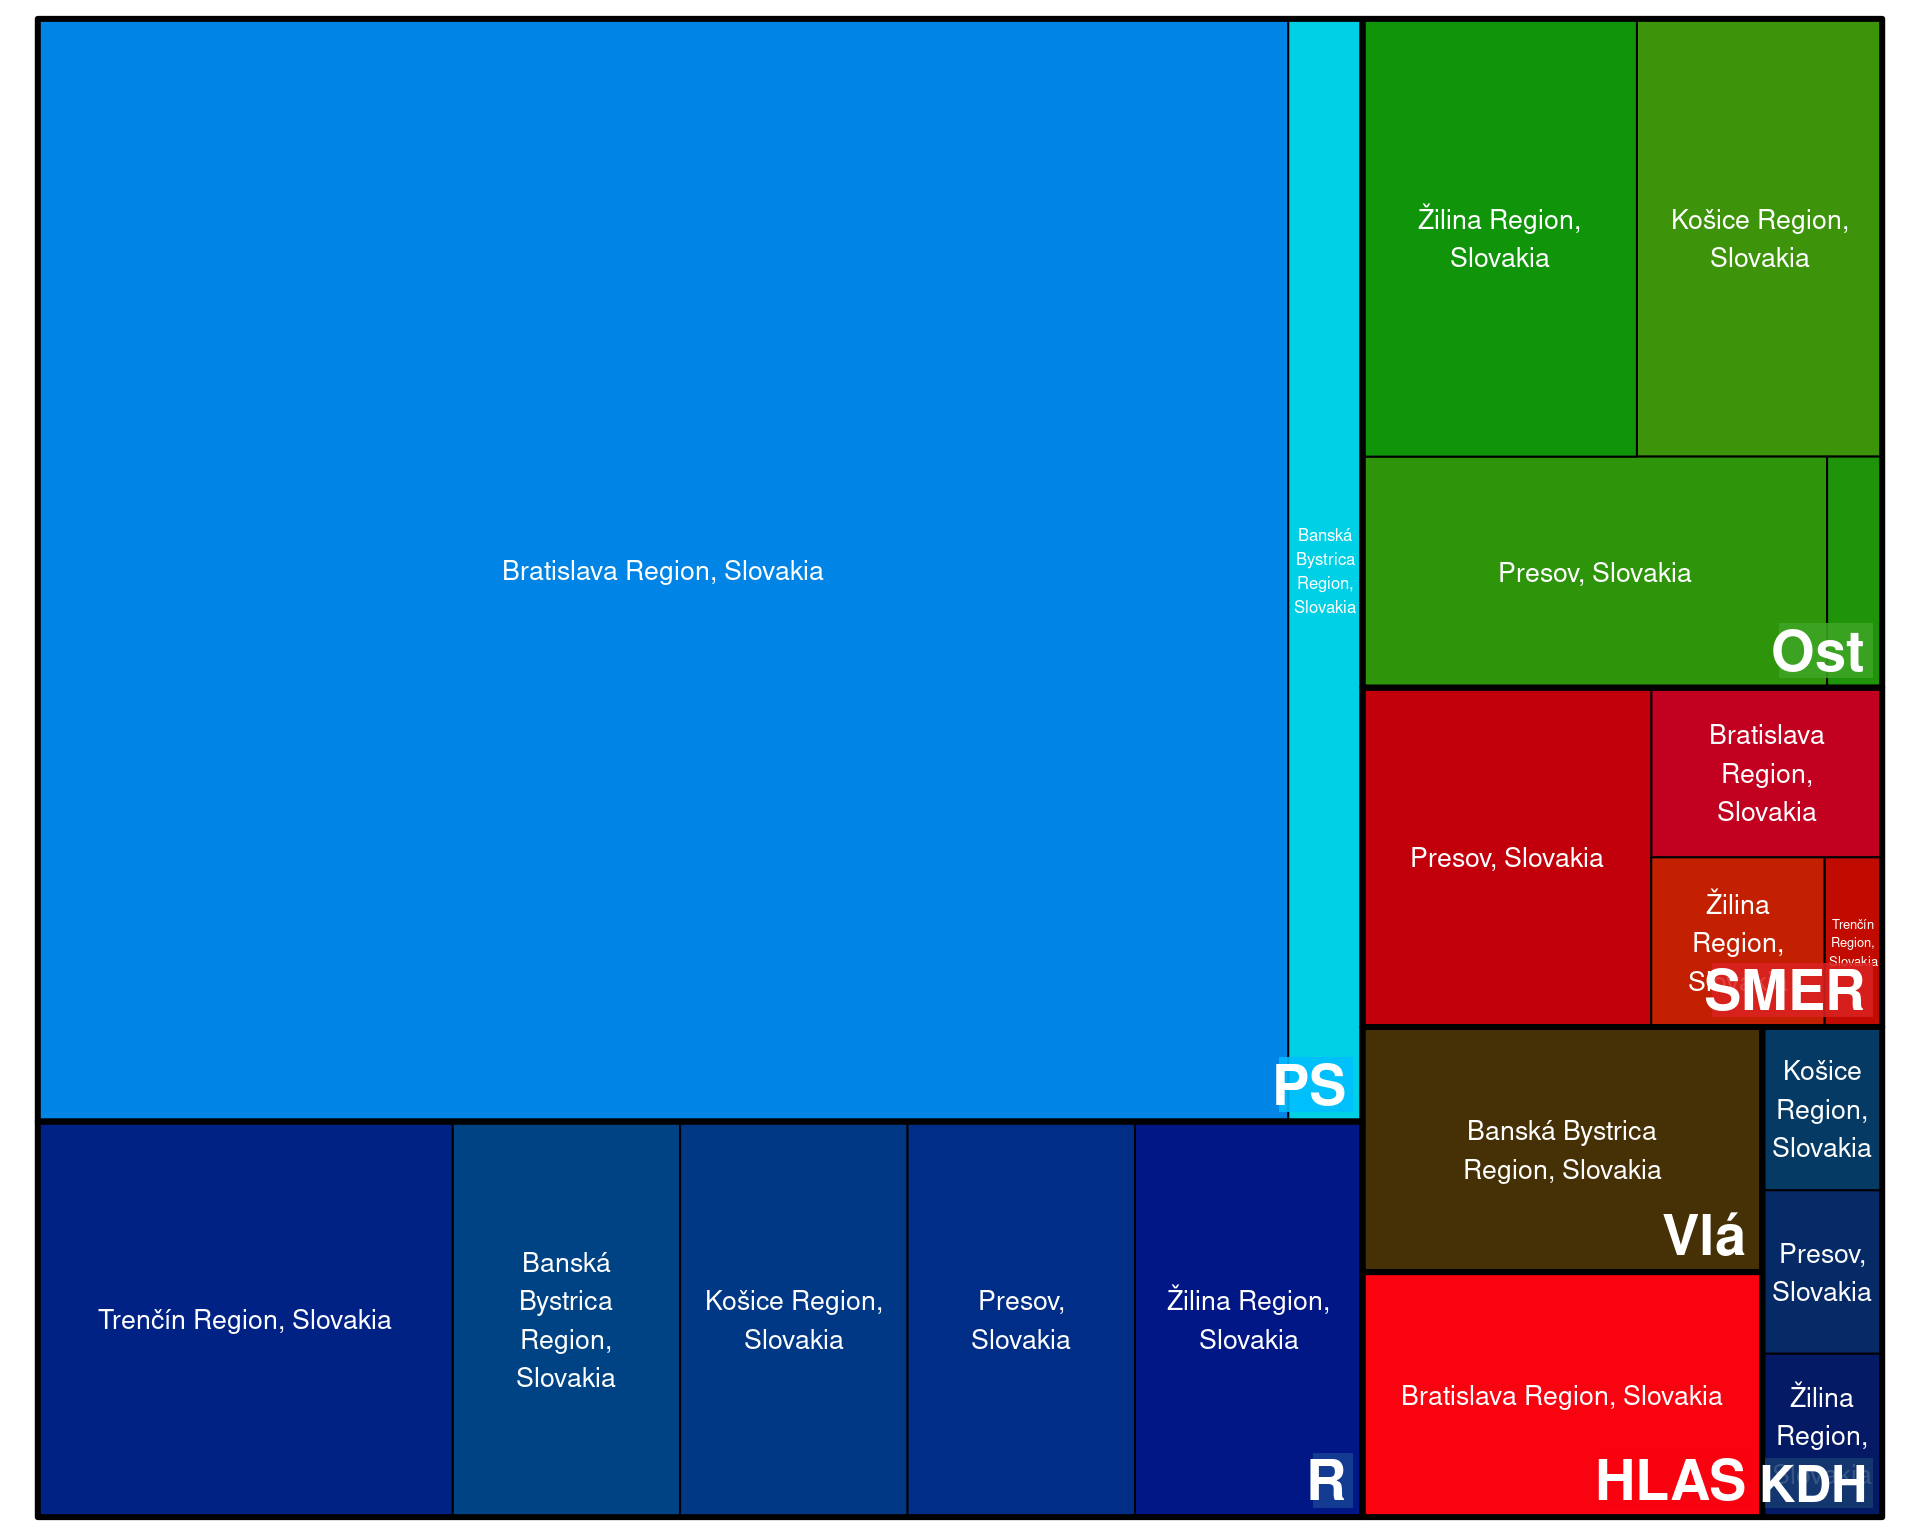 Bratislava Region, Slovakia
Banská
Bystrica
Region,
Slovakia
PS
Žilina Region,
Slovakia
Košice Region,
Slovakia
Presov, Slovakia
Ost
Presov, Slovakia
Bratislava
Region,
Slovakia
Žilina
Region,
Trenčín
Region,
Slovakia
SMER
Banská Bystrica
Region, Slovakia
Vlá
Košice
Region,
Slovakia
Presov,
Slovakia
Žilina
Region,
Slovakia
KDH
Bratislava Region, Slovakia
HLAS
Trenčín Region, Slovakia
Banská
Bystrica
Region,
Slovakia
Košice Region,
Slovakia
Presov,
Slovakia
Žilina Region,
Slovakia
R